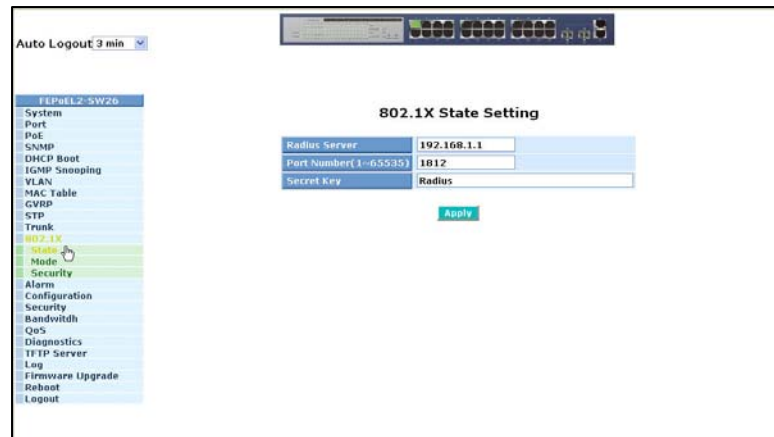 Auto Logout 3 min
FEPoEL2-SW26
System
Port
PoE
SNMP
DHCP Boot
IGMP Snooping
VLAN
MAC Table
GVRP
STP
Trunk
802.1X
State
Mode
Security
Alarm
Configuration
Security
Bandwitdh
QoS
Diagnostics
TFTP Server
Log
Firmware Upgrade
Reboot
Logout
802.1X State Setting
Radius Server 192.168.1.1
Port Number(1~65535) 1812
Secret Key Radius
Apply